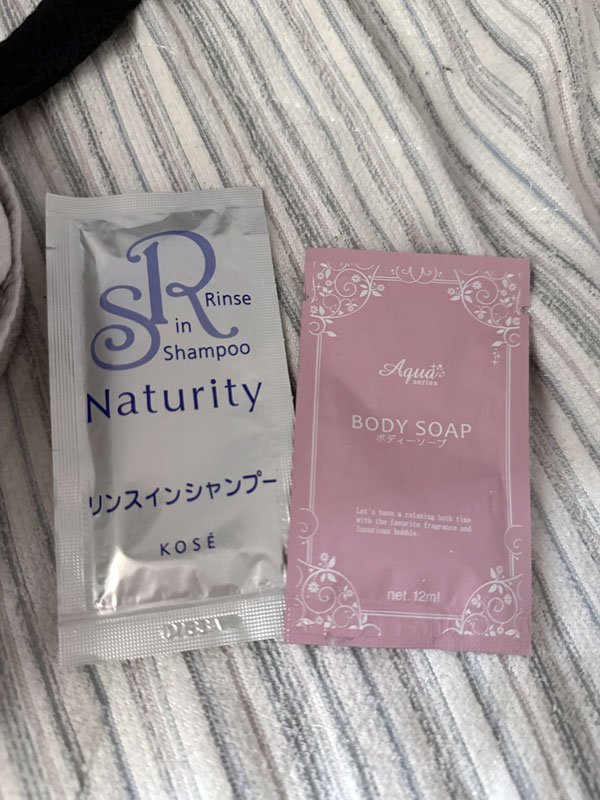 SR
Rinse
in
Shampoo
Naturity
リンスインシャンプー
KOSÉ
Aqua
series
BODY SOAP
ボディーソープ
Let's have a relaxing bath time
with the favorite fragrance and
luxurious bubble.
net.12ml